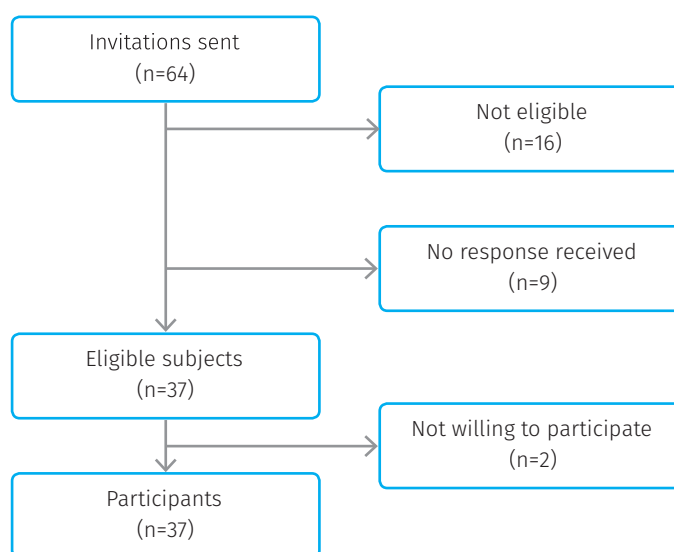 Invitations sent
(n=64)
Not eligible
(n=16)
No response received
(n=9)
Eligible subjects
(n=37)
Not willing to participate
(n=2)
Participants
(n=37)